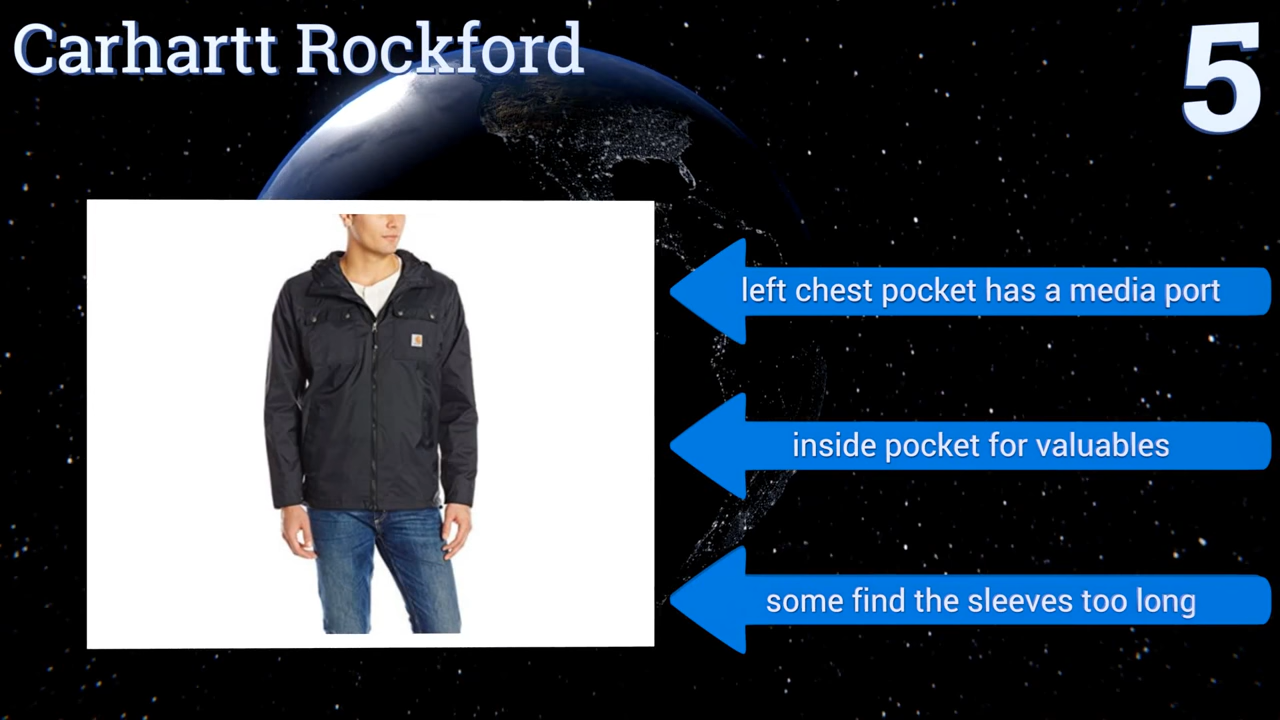 Carhartt Rockford
5
left chest pocket has a media port
inside pocket for valuables
some find the sleeves too long